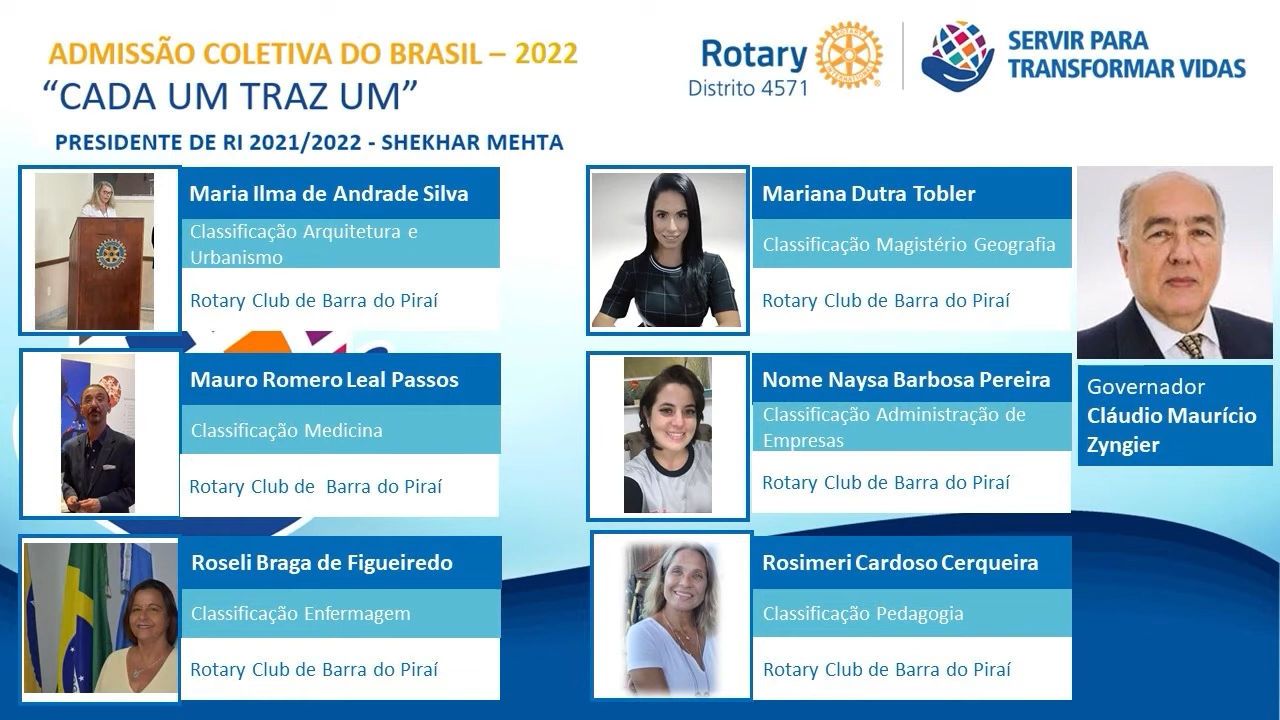 ADMISSÃO COLETIVA DO BRASIL – 2022
“CADA UM TRAZ UM”
PRESIDENTE DE RI 2021/2022 - SHEKHAR MEHTA
Rotary
Distrito 4571
ROTARY
INTERNATIONAL
SERVIR PARA
TRANSFORMAR VIDAS
Maria Ilma de Andrade Silva
Classificação Arquitetura e
Urbanismo
Rotary Club de Barra do Piraí
Mariana Dutra Tobler
Classificação Magistério Geografia
Rotary Club de Barra do Piraí
Mauro Romero Leal Passos
Classificação Medicina
Rotary Club de  Barra do Piraí
Nome Naysa Barbosa Pereira
Classificação Administração de
Empresas
Rotary Club de Barra do Piraí
Roseli Braga de Figueiredo
Classificação Enfermagem
Rotary Club de Barra do Piraí
Rosimeri Cardoso Cerqueira
Classificação Pedagogia
Rotary Club de Barra do Piraí
Governador
Cláudio Maurício
Zyngier